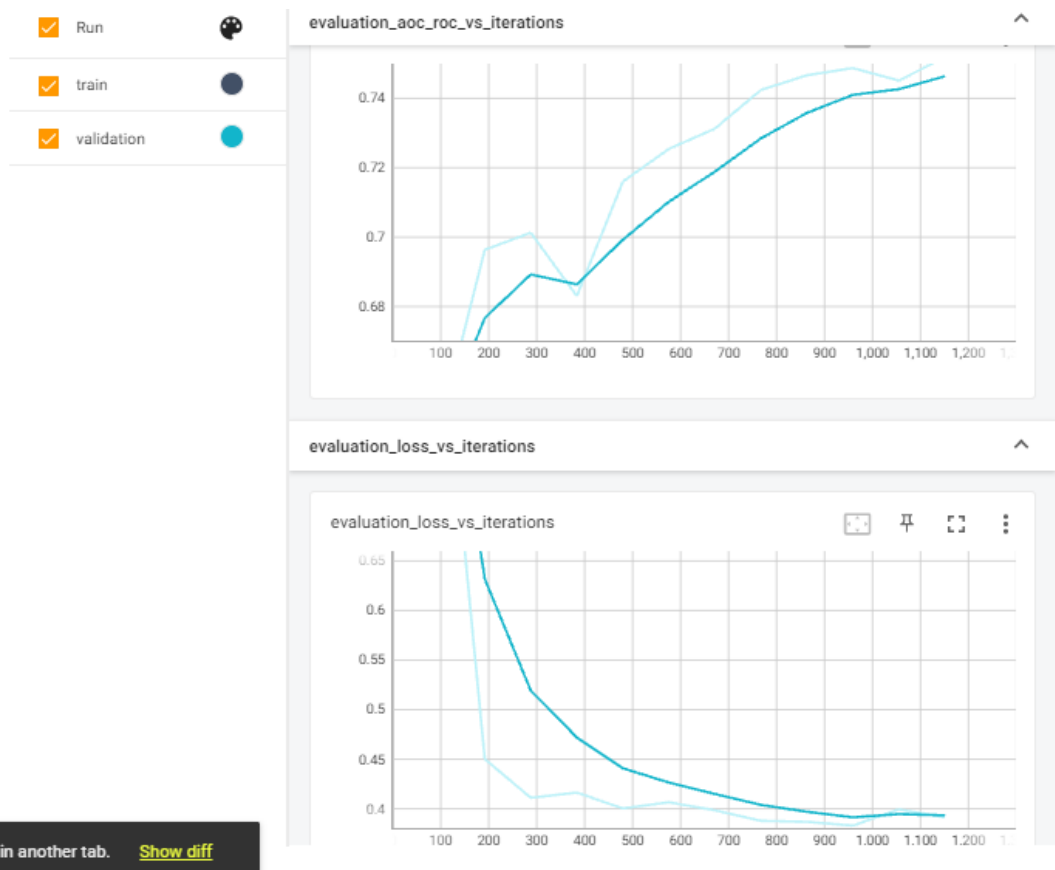 Run
train
validation
evaluation_aoc_roc_vs_iterations
0.74
0.72
0.7
0.68
100 200 300 400 500 600 700 800 900 1,000 1,100 1,200
evaluation_loss_vs_iterations
evaluation_loss_vs_iterations
0.65
0.6
0.55
0.5
0.45
0.4
100 200 300 400 500 600 700 800 900 1,000 1,100 1,200
in another tab. Show diff